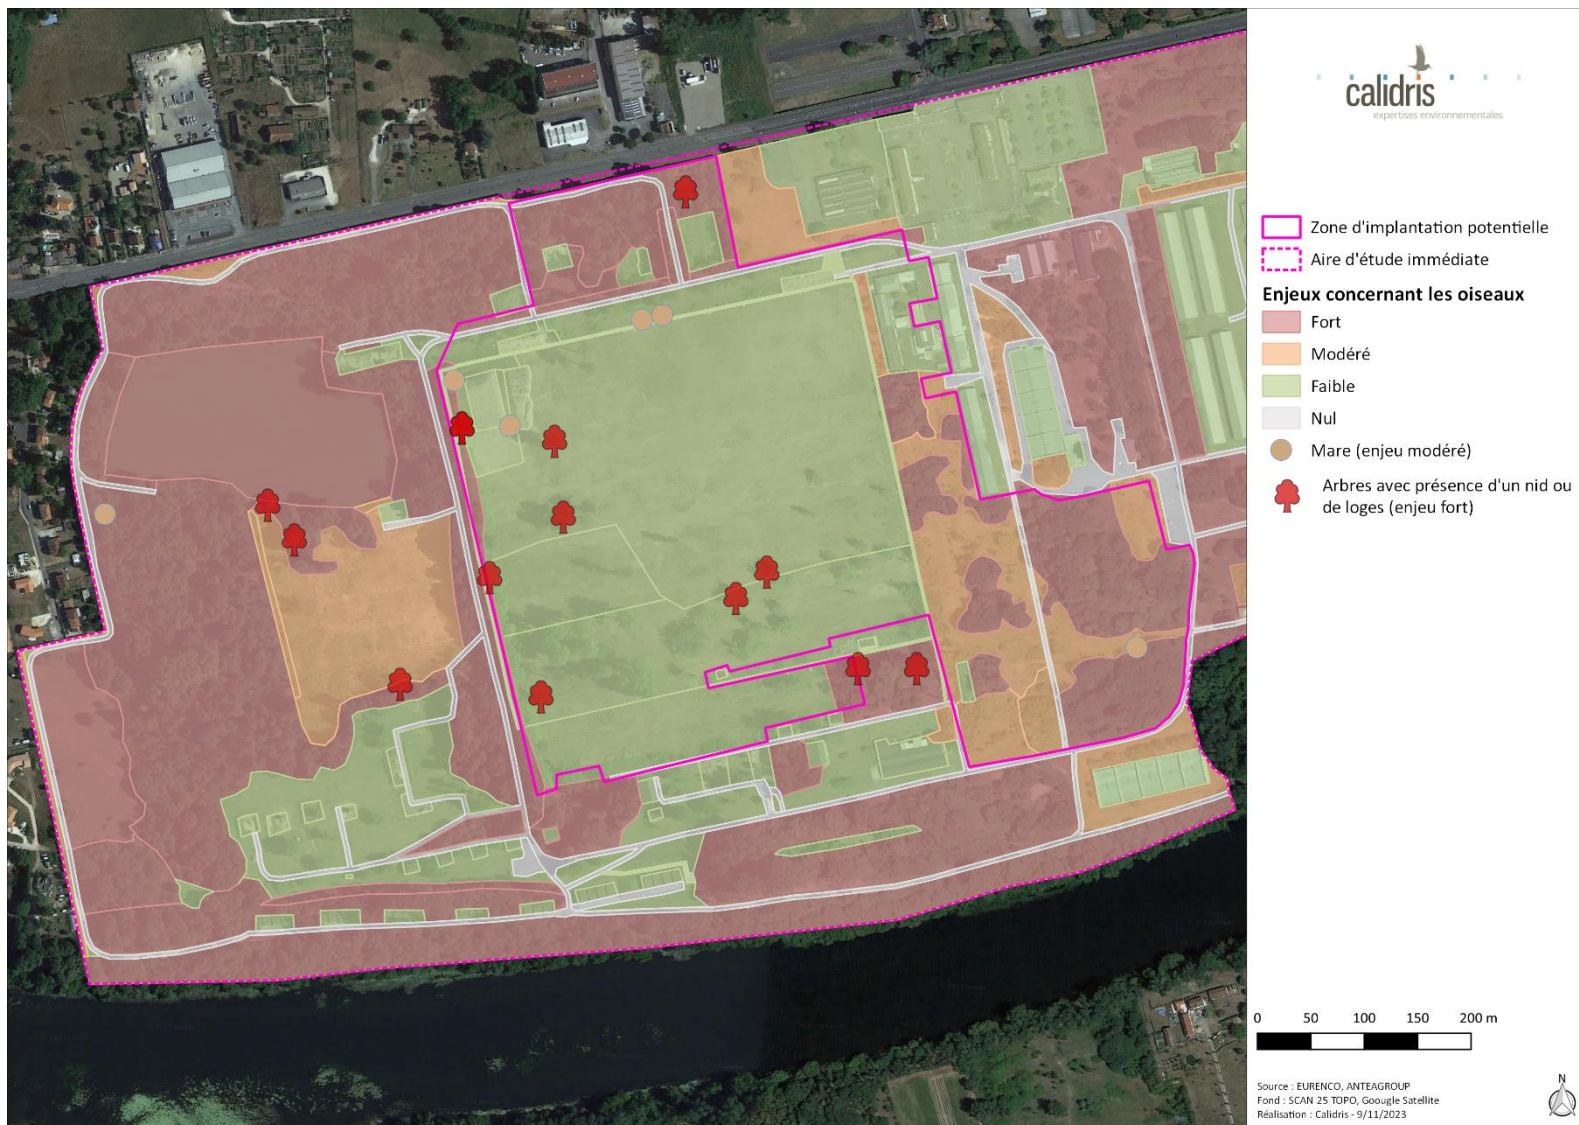 calidris
expertises environnementales
Zone d'implantation potentielle
Aire d'étude immédiate
Enjeux concernant les oiseaux
Fort
Modéré
Faible
Nul
Mare (enjeu modéré)
Arbres avec présence d'un nid ou
de loges (enjeu fort)
0 50 100 150 200 m
Source : EURENCO, ANTEAGROUP
Fond : SCAN 25 TOPO, Goougle Satellite
Réalisation : Calidris - 9/11/2023
N